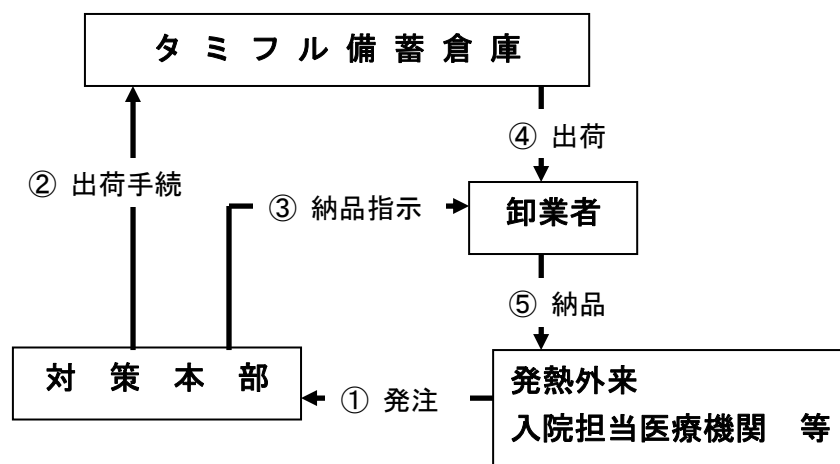 タミフル備蓄倉庫
④ 出荷
② 出荷手続
③ 納品指示
卸業者
⑤ 納品
対策本部
① 発注
発熱外来
入院担当医療機関　等